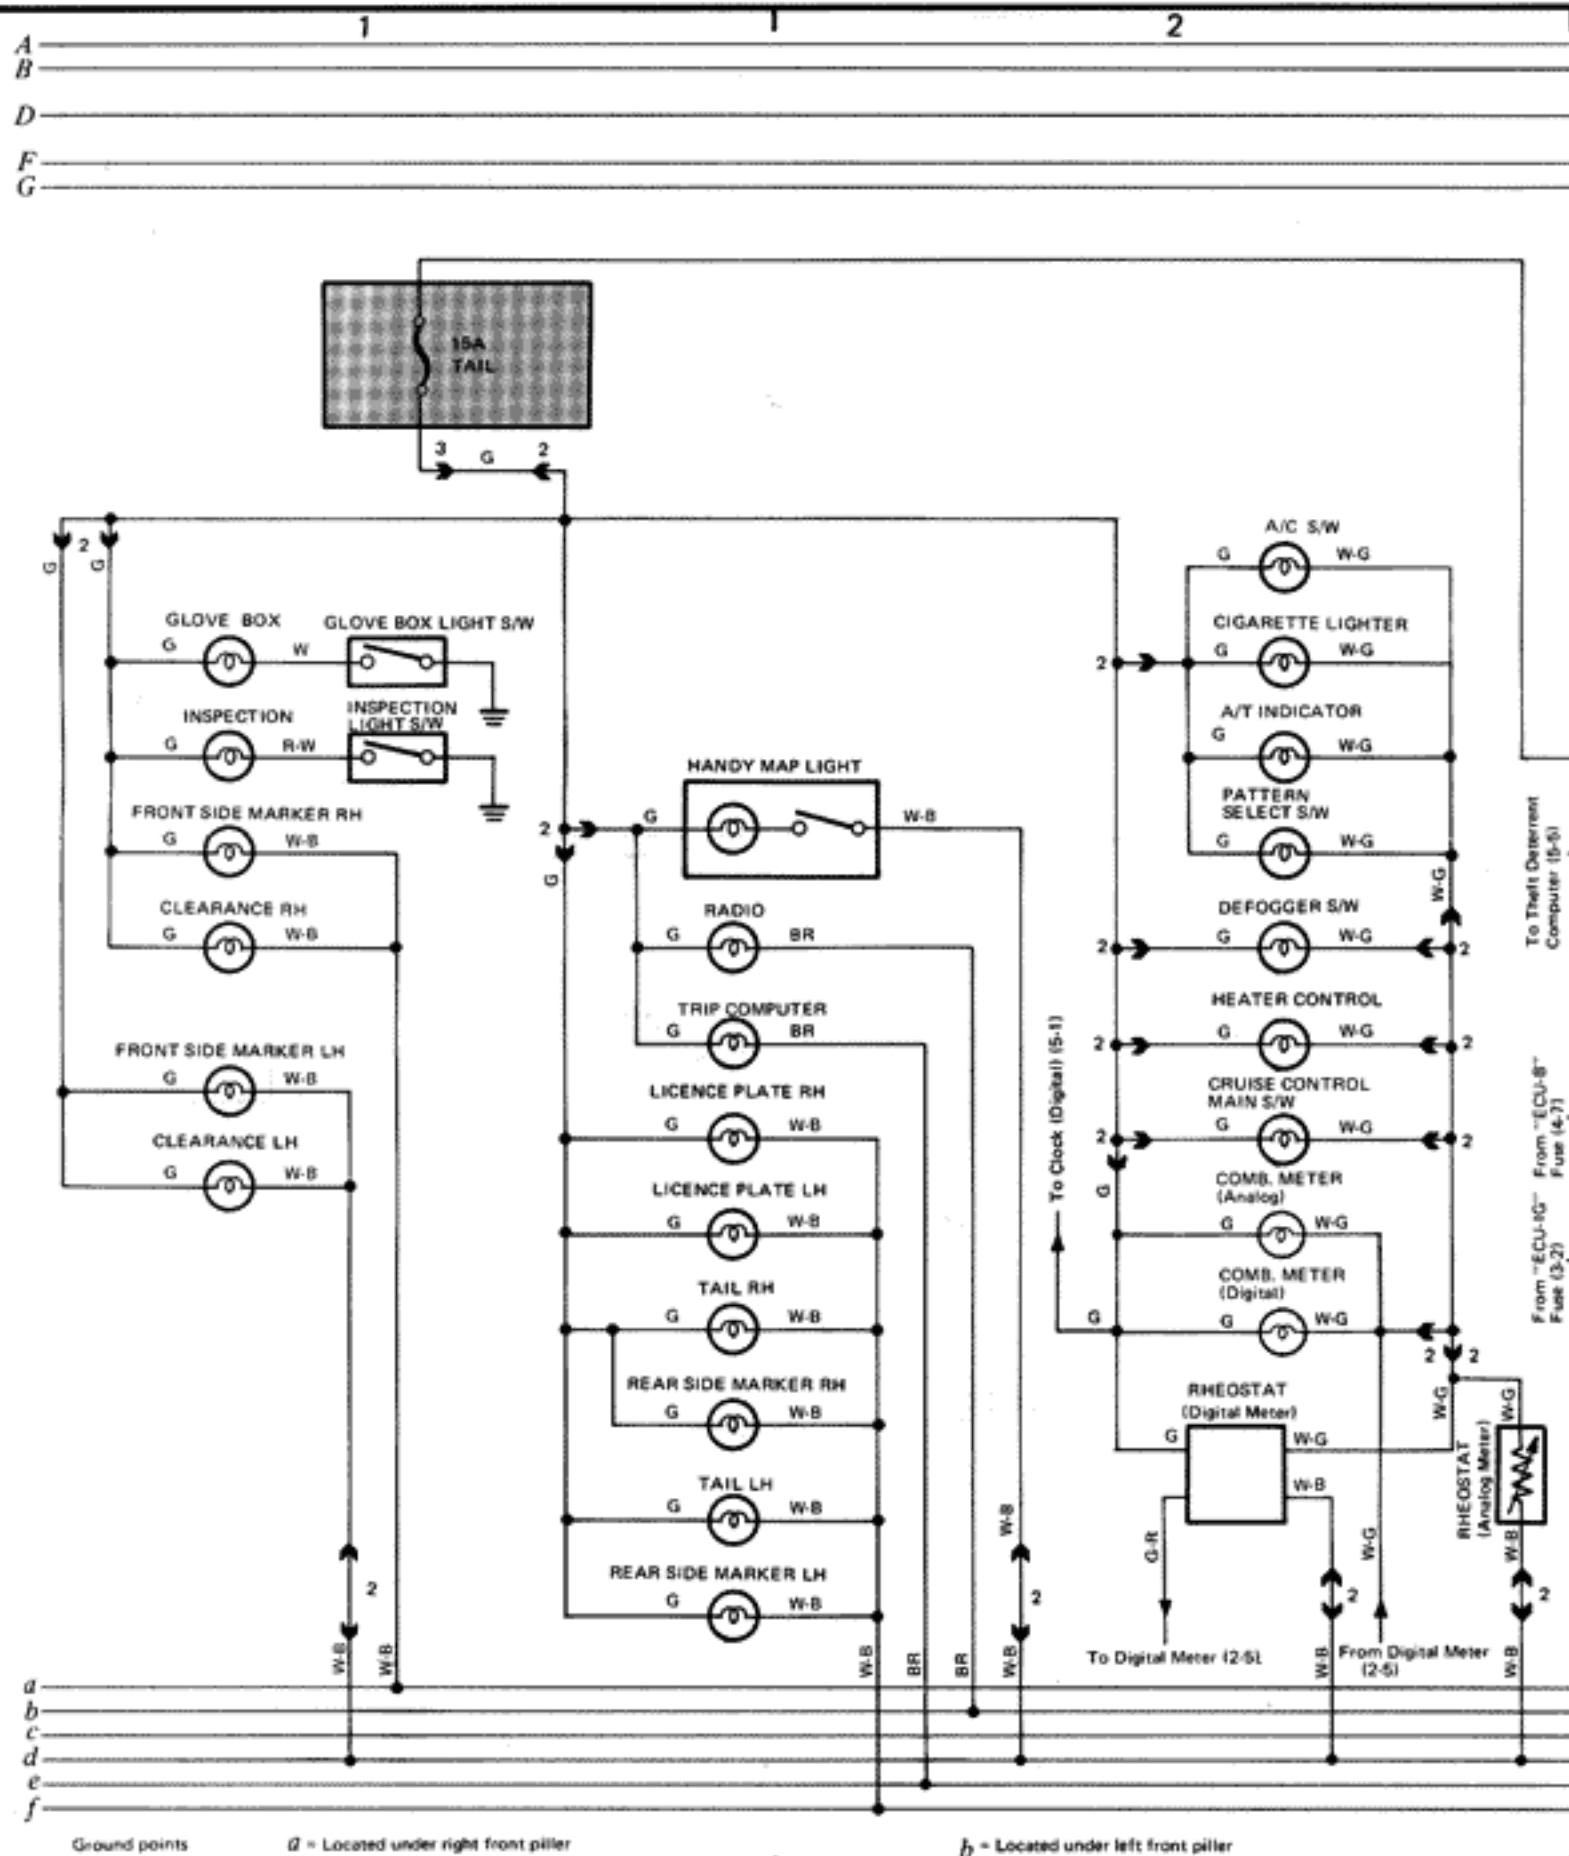 1 2
A
B
D
F
G
15A
TAIL
3 G 2
G 2 G
GLOVE BOX GLOVE BOX LIGHT S/W
G W
INSPECTION INSPECTION
LIGHT S/W
G R-W
FRONT SIDE MARKER RH
G W-B
CLEARANCE RH
G W-B
FRONT SIDE MARKER LH
G W-B
CLEARANCE LH
G W-B
2
W-B W-B
HANDY MAP LIGHT
2 G W-B
G
RADIO
G BR
TRIP COMPUTER
G BR
LICENCE PLATE RH
G W-B
LICENCE PLATE LH
G W-B
TAIL RH
G W-B
REAR SIDE MARKER RH
G W-B
TAIL LH
G W-B
REAR SIDE MARKER LH
G W-B
W-B
2
W-B BR BR W-B
A/C S/W
G W-G
CIGARETTE LIGHTER
2 G W-G
A/T INDICATOR
G W-G
PATTERN
SELECT S/W
G W-G
W-G
DEFOGGER S/W
2 G W-G 2
HEATER CONTROL
2 G W-G 2
CRUISE CONTROL
MAIN S/W
2 G W-G 2
G
COMB. METER
(Analog)
G W-G
COMB. METER
(Digital)
G G W-G
2 2
To Clock (Digital) (5-1)
RHEOSTAT
(Digital Meter)
G W-G
W-B
W-G W-G
RHEOSTAT
(Analog Meter)
G-R W-G W-B
2 2
To Digital Meter (2-5)
From Digital Meter
(2-5)
W-B W-B
To Theft Deterrent
Computer (5-5)
From "ECU-B"
Fuse (4-7)
From "ECU-IG"
Fuse (3-2)
a
b
c
d
e
f
Ground points a = Located under right front piller b = Located under left front piller